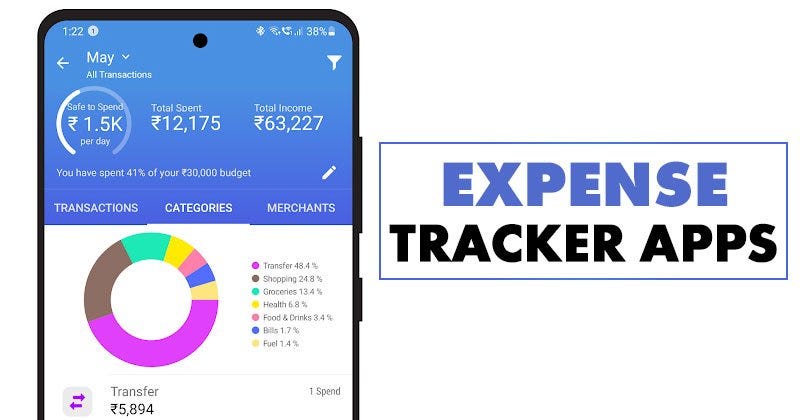 1:22 1 38%
May
All Transactions
Safe to Spend
₹ 1.5K
per day
Total Spent
₹12,175
Total Income
₹63,227
You have spent 41% of your ₹30,000 budget
TRANSACTIONS CATEGORIES MERCHANTS
Transfer 48.4 %
Shopping 24.8 %
Groceries 13.4 %
Health 6.8 %
Food & Drinks 3.4 %
Bills 1.7 %
Fuel 1.4 %
Transfer 1 Spend
₹5,894
EXPENSE
TRACKER APPS